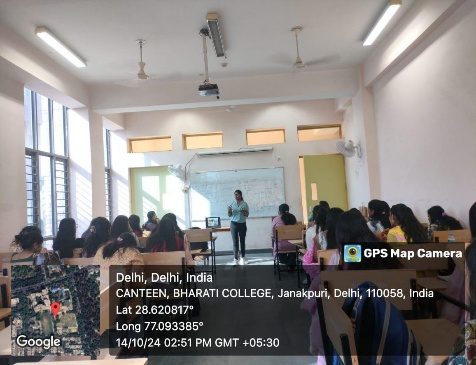 GPS Map Camera
Delhi, Delhi, India
CANTEEN, BHARATI COLLEGE, Janakpuri, Delhi, 110058, India
Lat 28.620817°
Long 77.093385°
14/10/24 02:51 PM GMT +05:30
Google